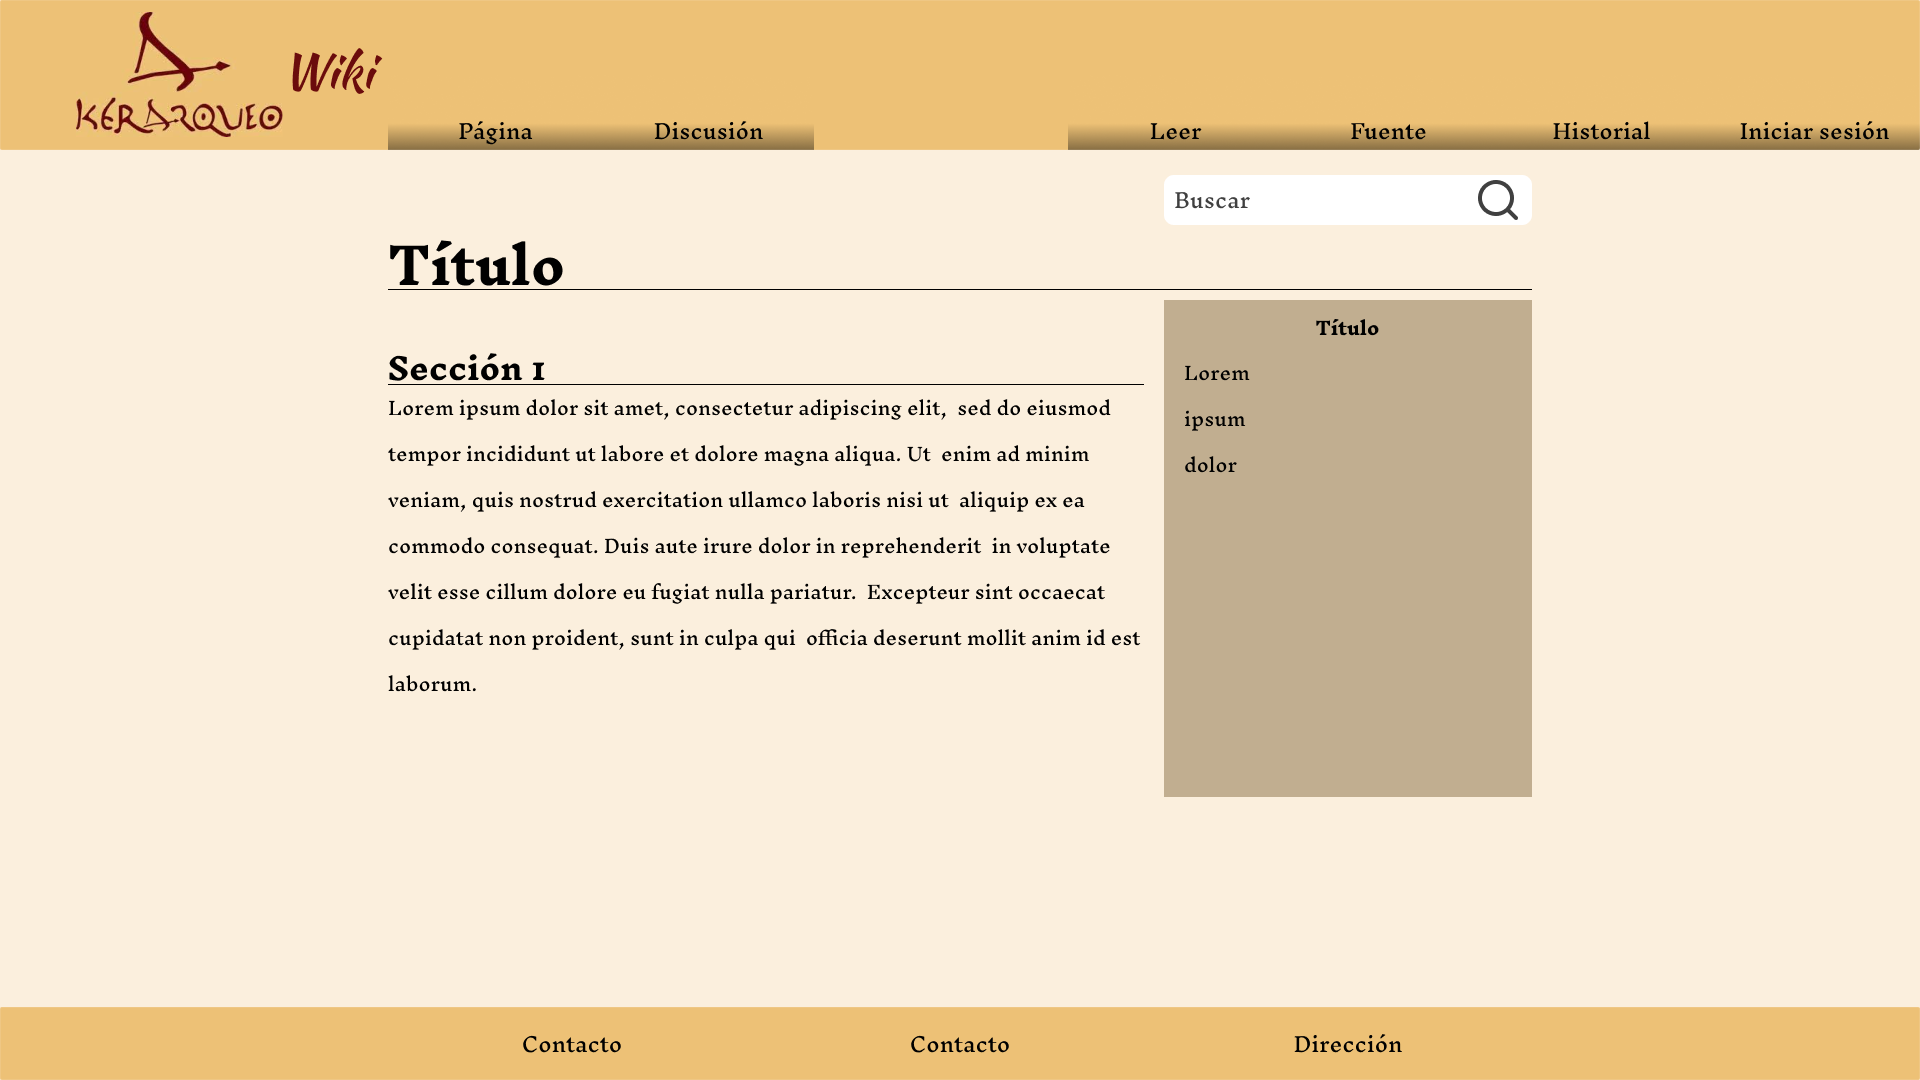 KÉRARQUEO
Wiki
Página
Discusión
Leer
Fuente
Historial
Iniciar sesión
Buscar
Título
Título
Sección 1
Lorem ipsum dolor sit amet, consectetur adipiscing elit,  sed do eiusmod
tempor incididunt ut labore et dolore magna aliqua. Ut  enim ad minim
veniam, quis nostrud exercitation ullamco laboris nisi ut  aliquip ex ea
commodo consequat. Duis aute irure dolor in reprehenderit  in voluptate
velit esse cillum dolore eu fugiat nulla pariatur.  Excepteur sint occaecat
cupidatat non proident, sunt in culpa qui  officia deserunt mollit anim id est
laborum.
Lorem
ipsum
dolor
Contacto
Contacto
Dirección